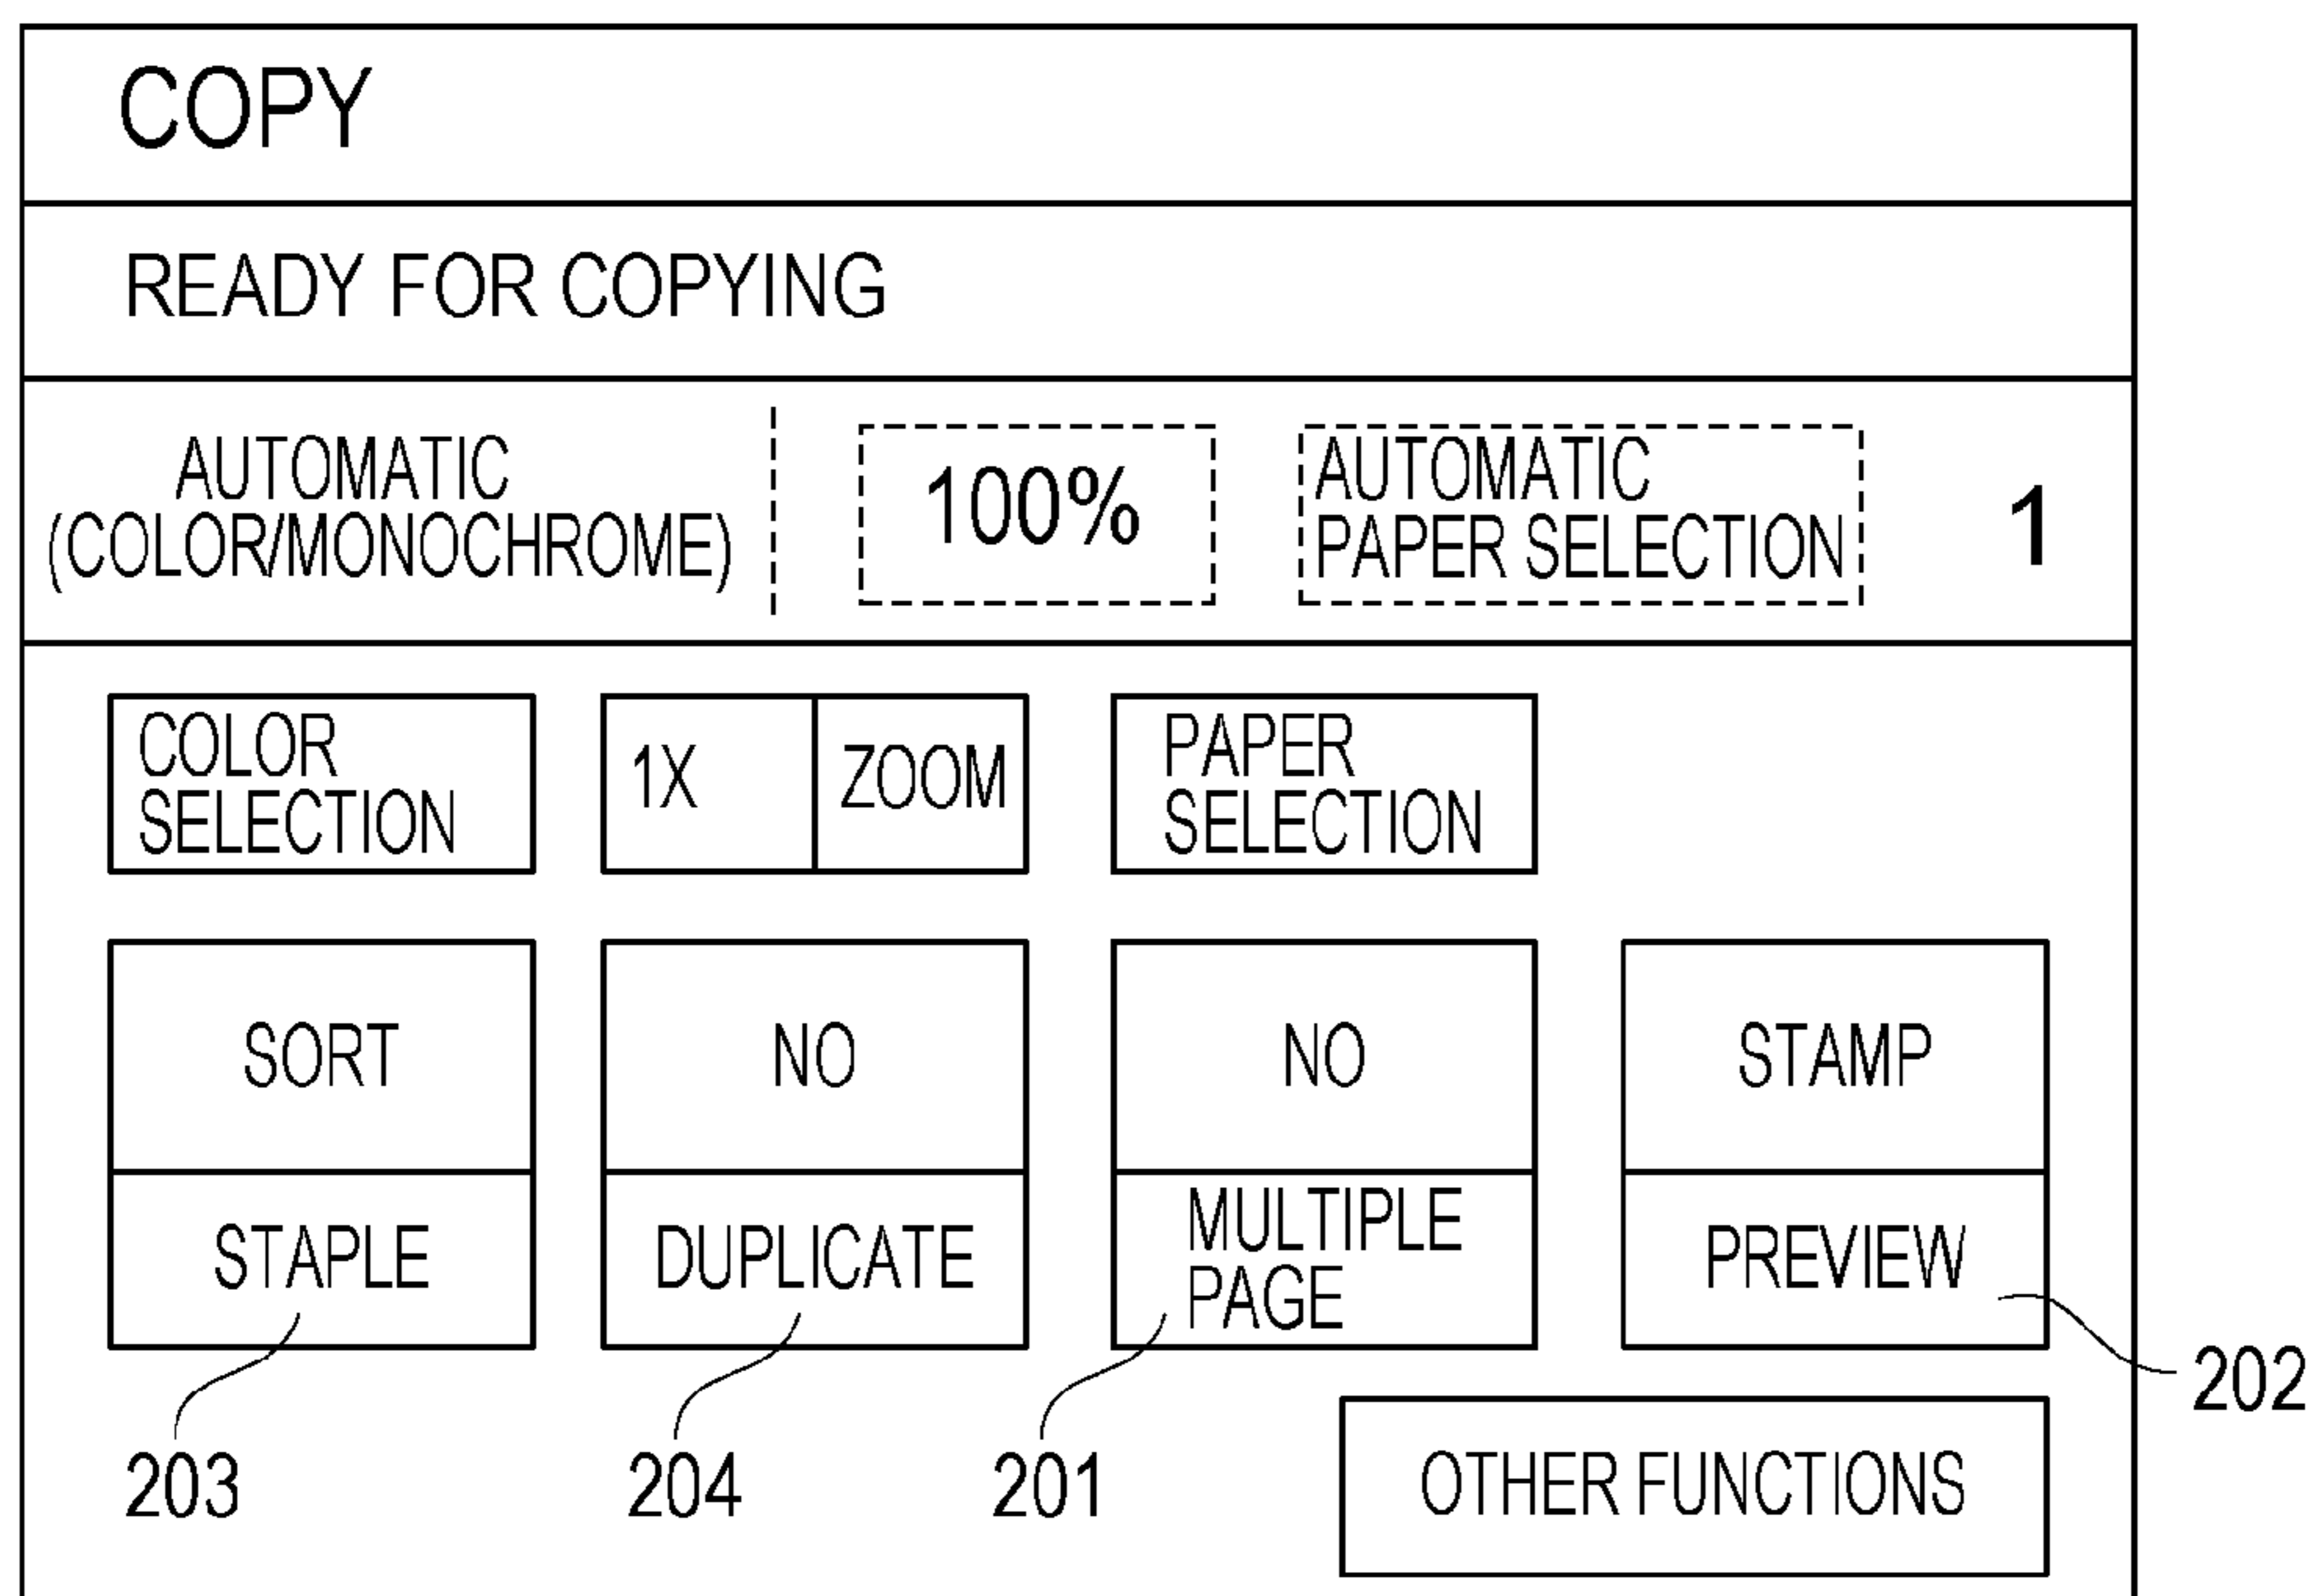 COPY
READY FOR COPYING
AUTOMATIC
(COLOR/MONOCHROME)
100%
AUTOMATIC
PAPER SELECTION
1
COLOR
SELECTION
1X
ZOOM
PAPER
SELECTION
SORT
NO
NO
STAMP
STAPLE
DUPLICATE
MULTIPLE
PAGE
PREVIEW
202
203
204
201
OTHER FUNCTIONS